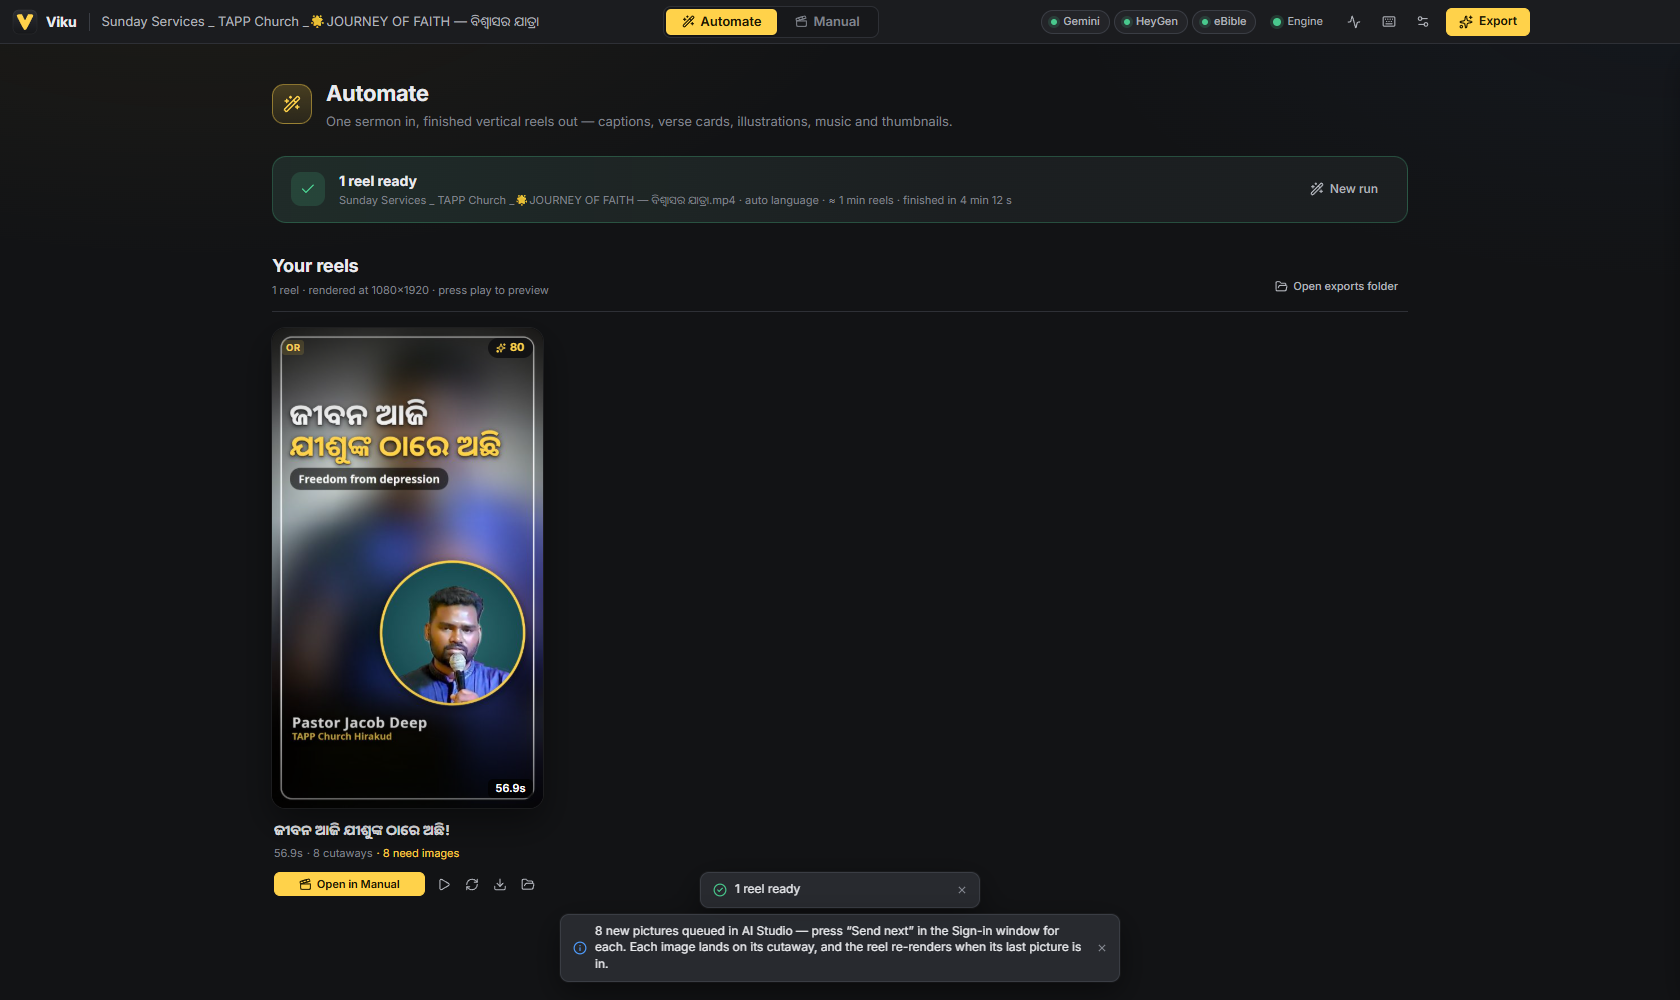 Viku
Sunday Services _ TAPP Church _🌟JOURNEY OF FAITH — ବିଶ୍ୱାସର ଯାତ୍ରା
Automate
Manual
Gemini
HeyGen
eBible
Engine
Export
Automate
One sermon in, finished vertical reels out — captions, verse cards, illustrations, music and thumbnails.
1 reel ready
Sunday Services _ TAPP Church _🌟JOURNEY OF FAITH — ବିଶ୍ୱାସର ଯାତ୍ରା.mp4 · auto language · ≈ 1 min reels · finished in 4 min 12 s
New run
Your reels
1 reel · rendered at 1080×1920 · press play to preview
Open exports folder
OR
80
ଜୀବନ ଆଜି
ଯୀଶୁଙ୍କ ଠାରେ ଅଛି
Freedom from depression
Pastor Jacob Deep
TAPP Church Hirakud
56.9s
ଜୀବନ ଆଜି ଯୀଶୁଙ୍କ ଠାରେ ଅଛି!
56.9s · 8 cutaways · 8 need images
Open in Manual
1 reel ready
8 new pictures queued in AI Studio — press “Send next” in the Sign-in window for
each. Each image lands on its cutaway, and the reel re-renders when its last picture is
in.